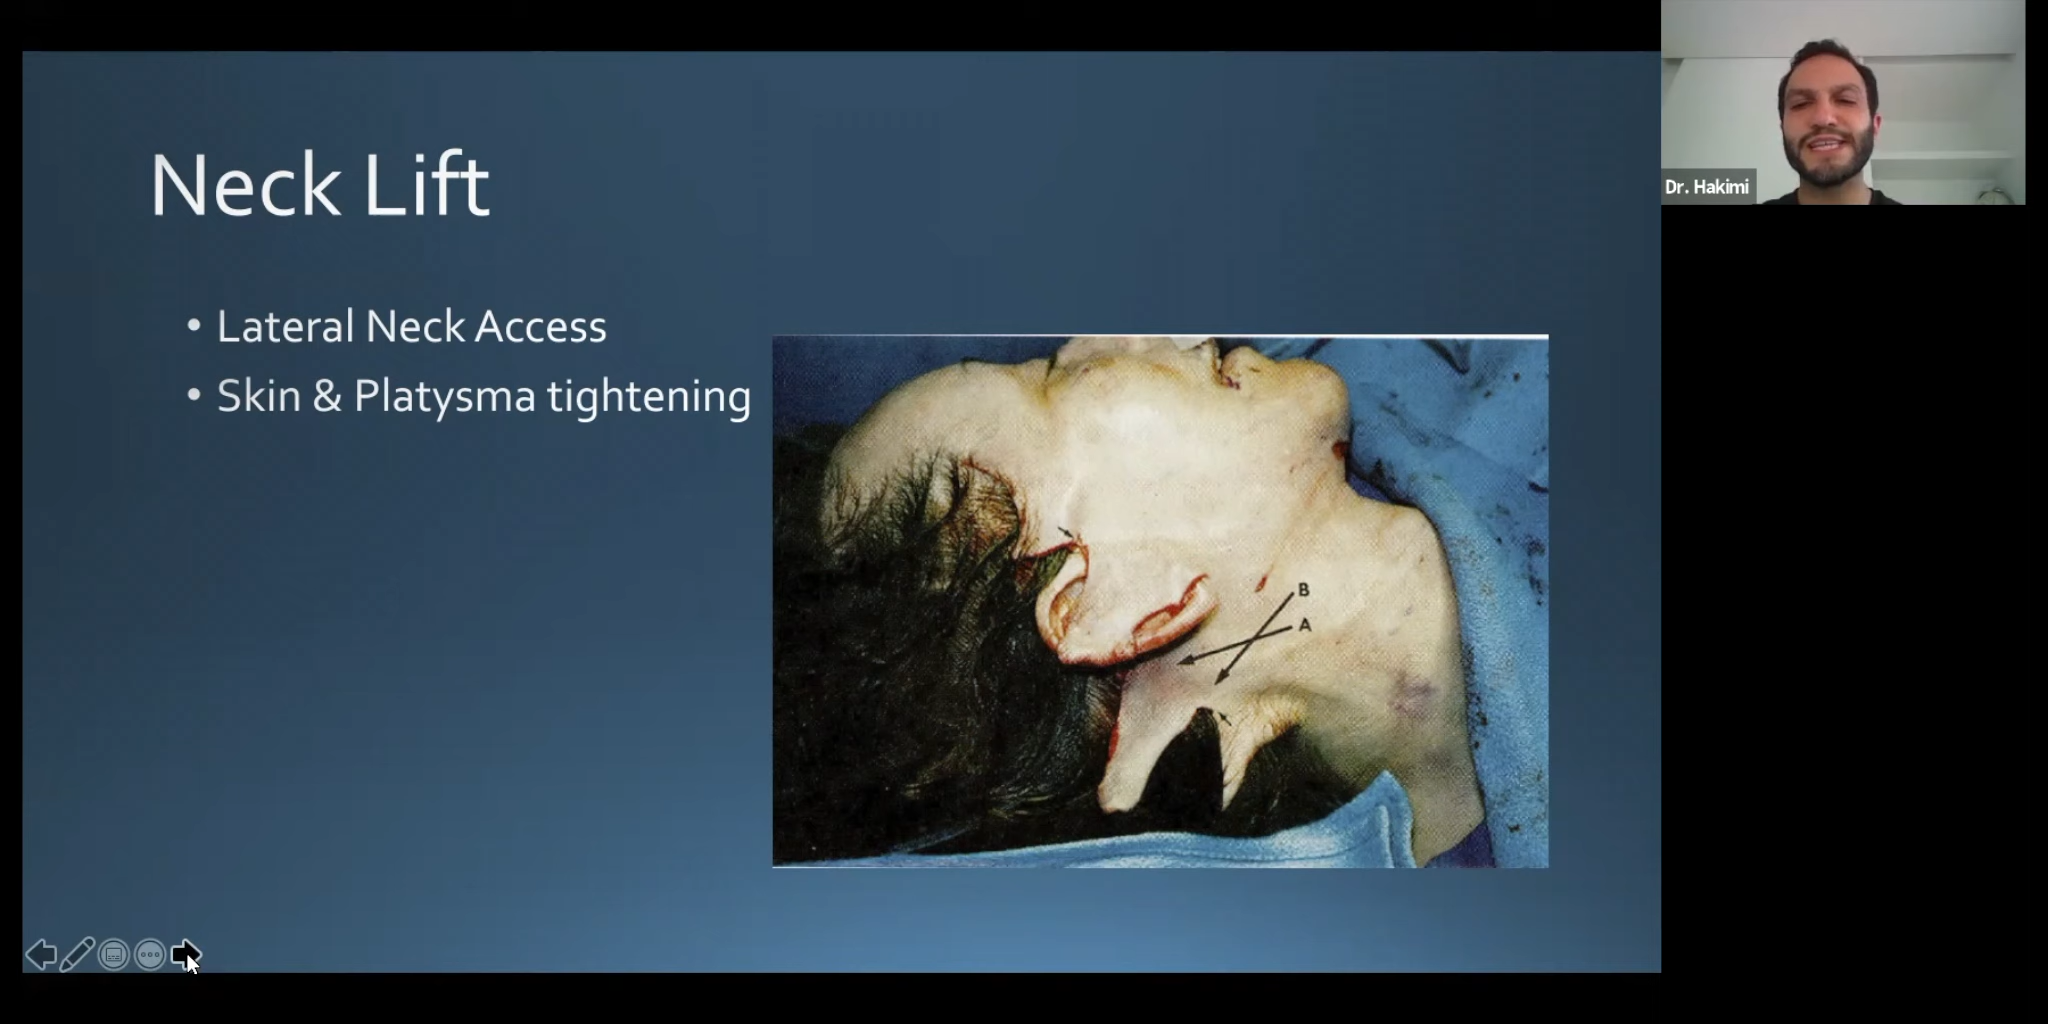 Neck Lift
• Lateral Neck Access
• Skin & Platysma tightening
B
A
Dr. Hakimi